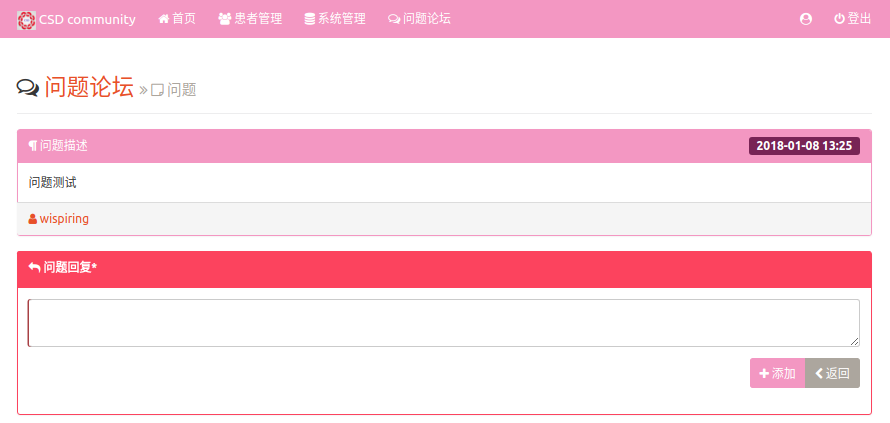 CSD community 首页 患者管理 系统管理 问题论坛 登出
问题论坛 » 问题
问题描述 2018-01-08 13:25
问题测试
wispiring
问题回复*
添加 返回